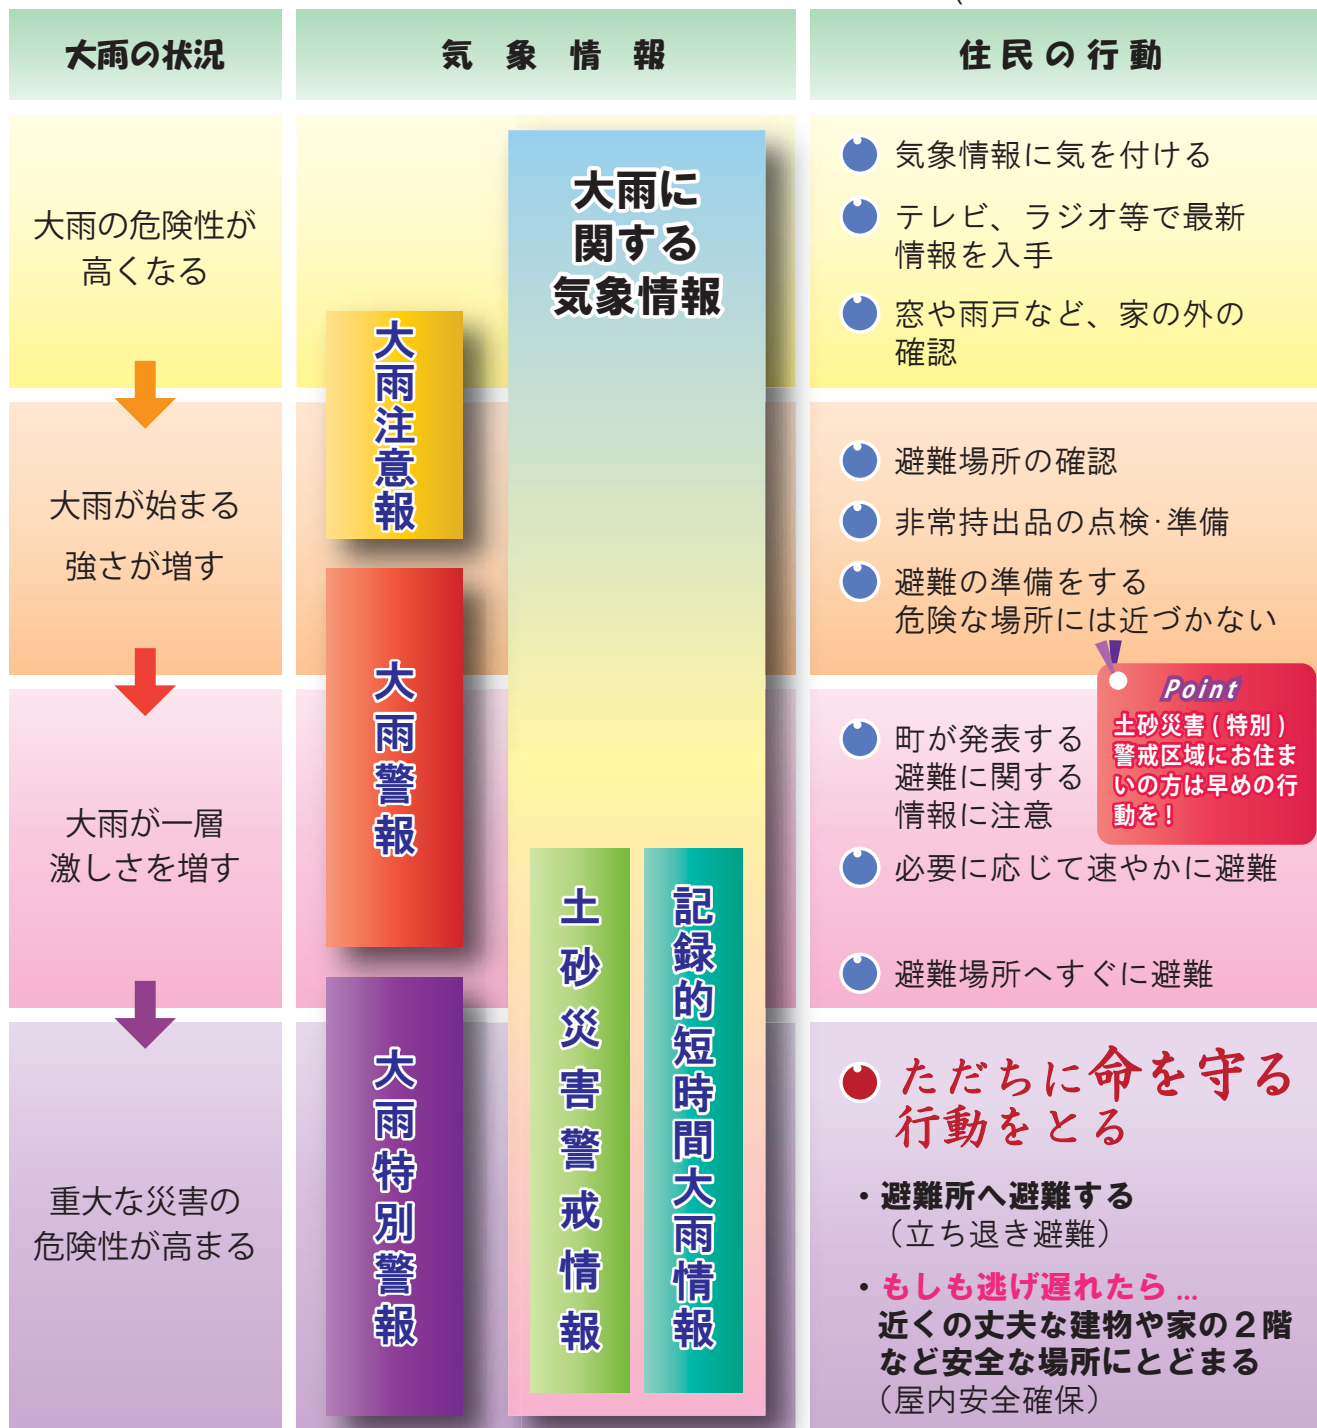 大雨の状況
気象情報
住民の行動
大雨の危険性が
高くなる
大雨が始まる
強さが増す
大雨が一層
激しさを増す
重大な災害の
危険性が高まる
大雨に
関する
気象情報
大雨注意報
大雨警報
大雨特別警報
土砂災害警戒情報
記録的短時間大雨情報
気象情報に気を付ける
テレビ、ラジオ等で最新
情報を入手
窓や雨戸など、家の外の
確認
避難場所の確認
非常持出品の点検･準備
避難の準備をする
危険な場所には近づかない
Point
土砂災害(特別)
警戒区域にお住ま
いの方は早めの行
動を!
町が発表する
避難に関する
情報に注意
必要に応じて速やかに避難
避難場所へすぐに避難
ただちに命を守る
行動をとる
・避難所へ避難する
（立ち退き避難）
・もしも逃げ遅れたら...
近くの丈夫な建物や家の２階
など安全な場所にとどまる
（屋内安全確保）